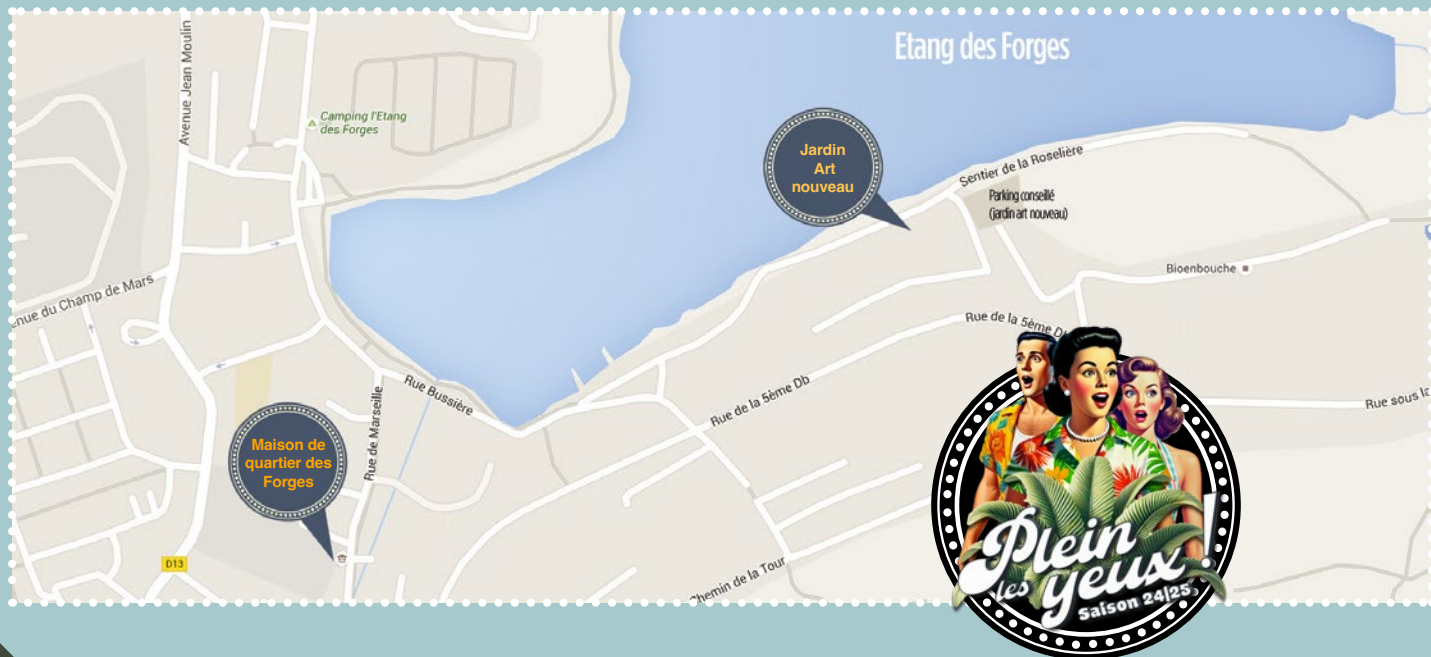 Etang des Forges
Avenue Jean Moulin
Camping l'Etang
des Forges
Jardin
Art
nouveau
Sentier de la Roselière
Parking conseillé
(jardin art nouveau)
Bioenbouche
enue du Champ de Mars
Rue de la 5ème D
Rue Bussière
Rue de Marseille
Rue de la 5ème Db
Rue sous la
Maison de
quartier des
Forges
D13
Chemin de la Tour
Plein
les yeux !
Saison 24|25